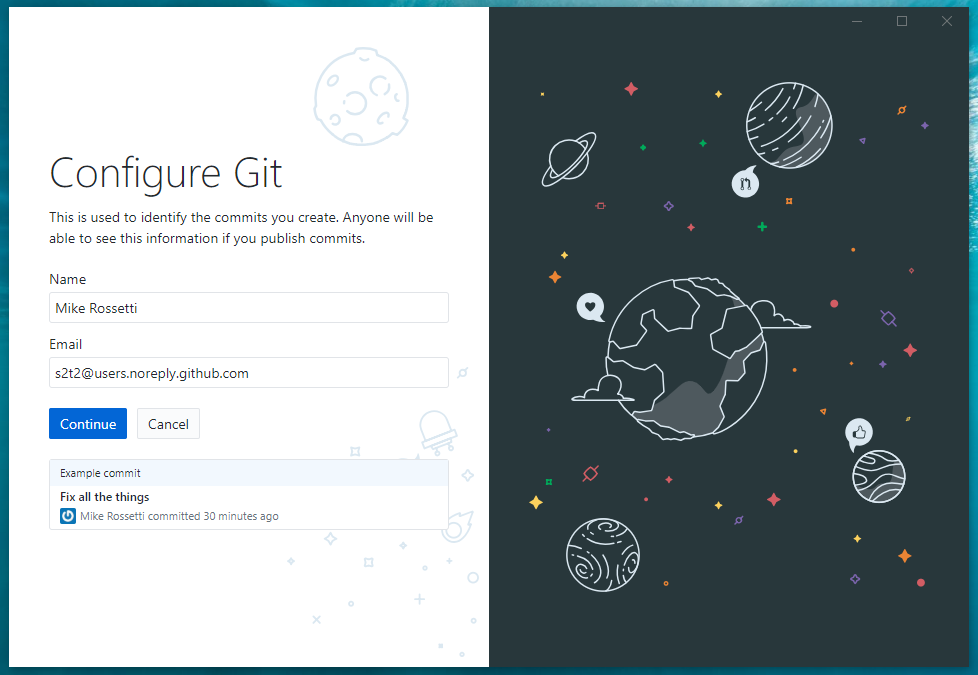 Configure Git
This is used to identify the commits you create. Anyone will be
able to see this information if you publish commits.
Name
Mike Rossetti
Email
s2t2@users.noreply.github.com
Continue
Cancel
Example commit
Fix all the things
Mike Rossetti committed 30 minutes ago